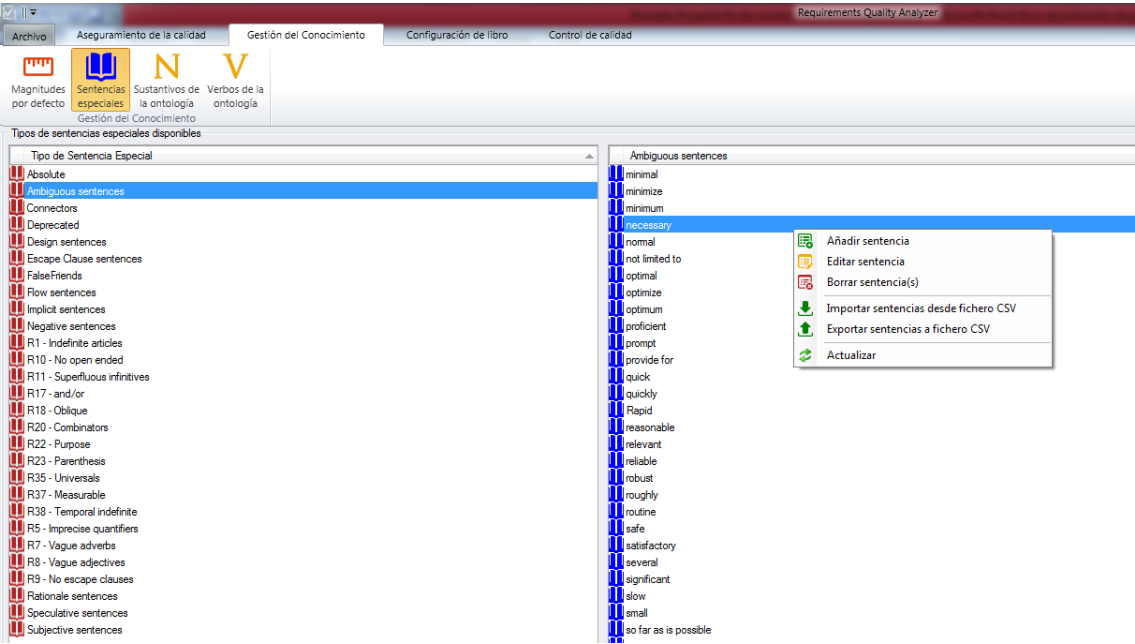 Requirements Quality Analyzer
Archivo
Aseguramiento de la calidad
Gestión del Conocimiento
Configuración de libro
Control de calidad
Magnitudes
por defecto
Sentencias
especiales
N
Sustantivos de
la ontología
V
Verbos de la
ontología
Gestión del Conocimiento
Tipos de sentencias especiales disponibles
Tipo de Sentencia Especial
Absolute
Ambiguous sentences
Connectors
Deprecated
Design sentences
Escape Clause sentences
FalseFriends
Flow sentences
Implicit sentences
Negative sentences
R1 - Indefinite articles
R10 - No open ended
R11 - Superfluous infinitives
R17 - and/or
R18 - Oblique
R20 - Combinators
R22 - Purpose
R23 - Parenthesis
R35 - Universals
R37 - Measurable
R38 - Temporal indefinite
R5 - Imprecise quantifiers
R7 - Vague adverbs
R8 - Vague adjectives
R9 - No escape clauses
Rationale sentences
Speculative sentences
Subjective sentences
Ambiguous sentences
minimal
minimize
minimum
necessary
normal
not limited to
optimal
optimize
optimum
proficient
prompt
provide for
quick
quickly
Rapid
reasonable
relevant
reliable
robust
roughly
routine
safe
satisfactory
several
significant
slow
small
so far as is possible
Añadir sentencia
Editar sentencia
Borrar sentencia(s)
Importar sentencias desde fichero CSV
Exportar sentencias a fichero CSV
Actualizar